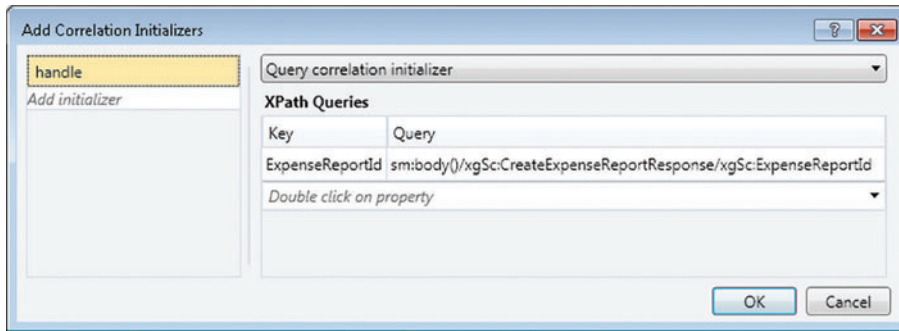 Add Correlation Initializers
?
handle
Add initializer
Query correlation initializer
XPath Queries
Key Query
ExpenseReportId sm:body()/xgSc:CreateExpenseReportResponse/xgSc:ExpenseReportId
Double click on property
OK Cancel